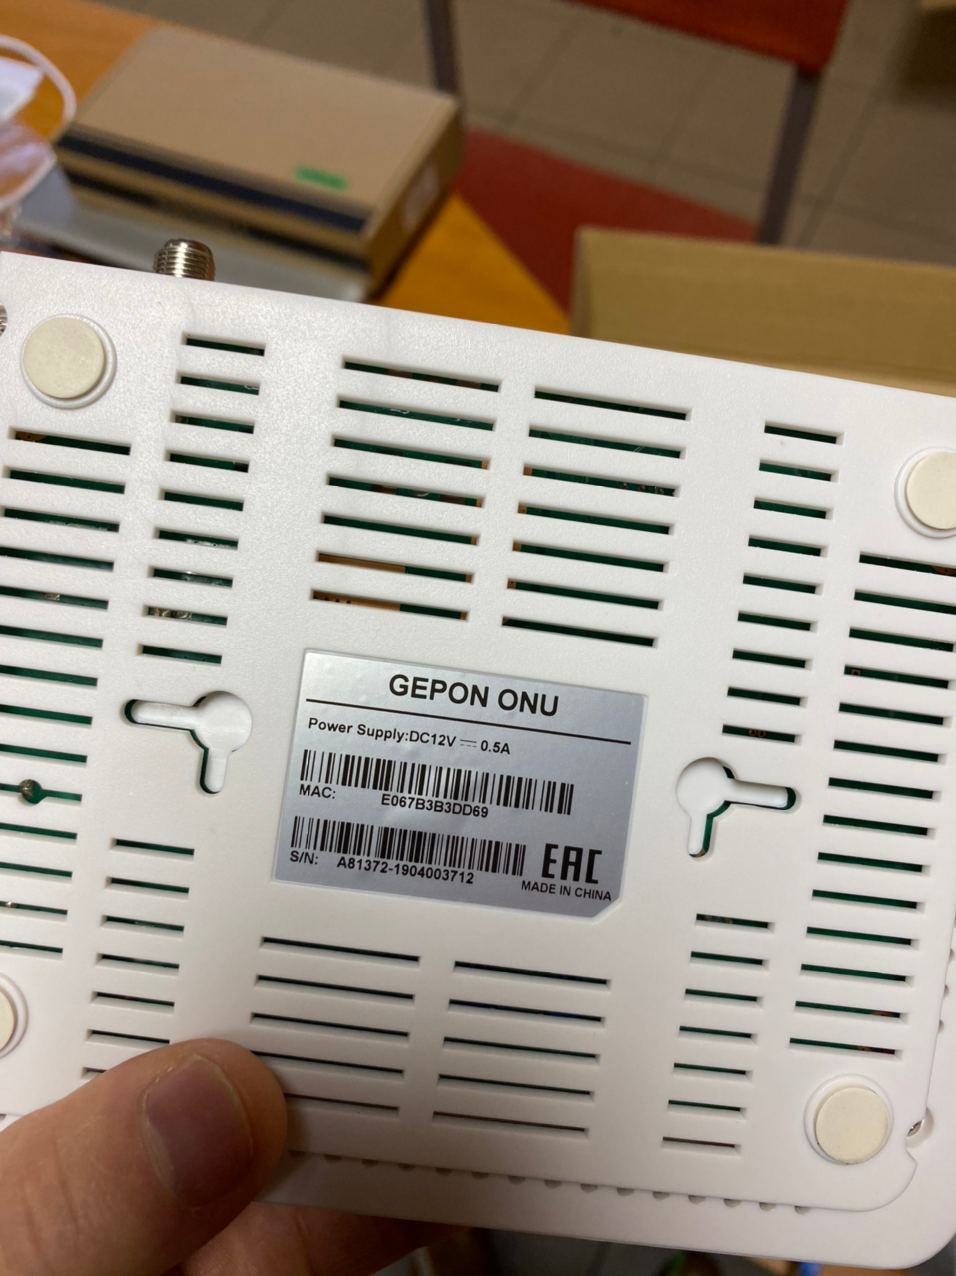 GEPON ONU
Power Supply:DC12V ⎓ 0.5A
MAC: E067B3B3DD69
S/N: A81372-1904003712
EAC
MADE IN CHINA